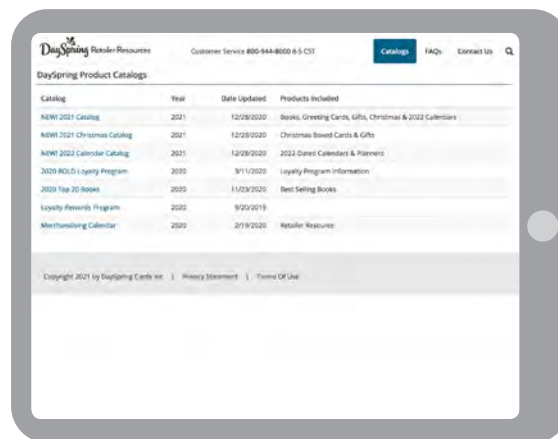 DaySpring Retailer Resources
Customer Service 800-944-8000 8-5 CST
Catalogs FAQs Contact Us
DaySpring Product Catalogs
Catalog Year Date Updated Products Included
NEW! 2021 Catalog 2021 12/28/2020 Books, Greeting Cards, Gifts, Christmas & 2022 Calendars
NEW! 2021 Christmas Catalog 2021 12/28/2020 Christmas Boxed Cards & Gifts
NEW! 2022 Calendar Catalog 2021 12/28/2020 2022 Dated Calendars & Planners
2020 BOLD Loyalty Program 2020 3/11/2020 Loyalty Program Information
2020 Top 20 Books 2020 11/23/2020 Best Selling Books
Loyalty Rewards Program 2020 9/20/2019
Merchandising Calendar 2020 2/19/2020 Retailer Resource
Copyright 2021 by DaySpring Cards Inc | Privacy Statement | Terms Of Use